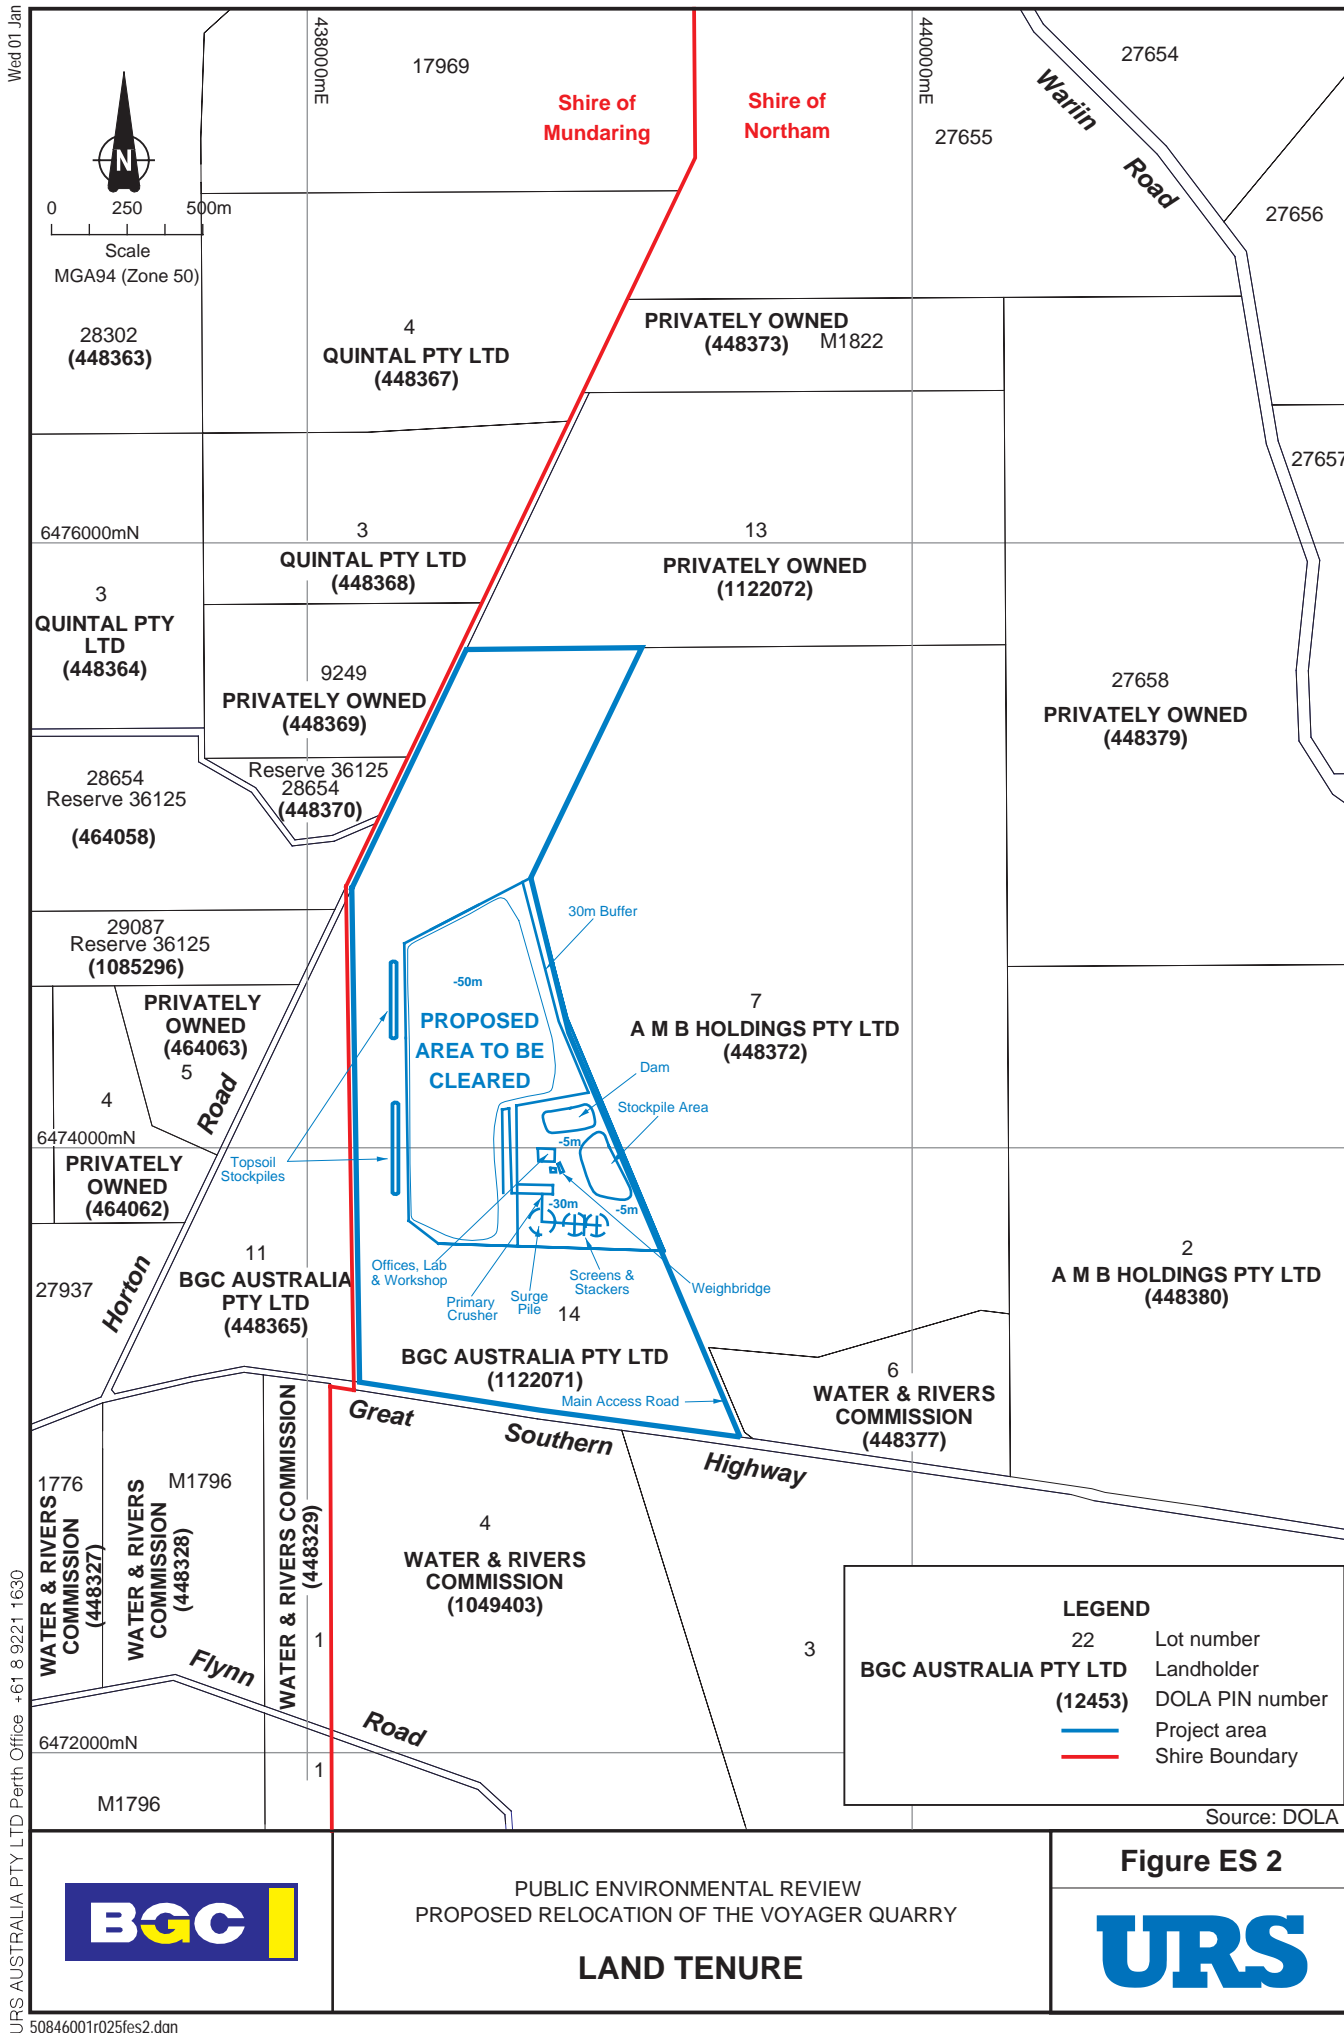 Wed 01 Jan
438000mE
440000mE
17969
27654
Shire of
Mundaring
Shire of
Northam
Wariin
Road
27655
27656
N
0 250 500m
Scale
MGA94 (Zone 50)
28302
(448363)
4
QUINTAL PTY LTD
(448367)
PRIVATELY OWNED
(448373) M1822
27657
6476000mN
3
QUINTAL PTY LTD
(448368)
13
PRIVATELY OWNED
(1122072)
3
QUINTAL PTY
LTD
(448364)
9249
PRIVATELY OWNED
(448369)
27658
PRIVATELY OWNED
(448379)
28654
Reserve 36125
(464058)
Reserve 36125
28654
(448370)
29087
Reserve 36125
(1085296)
30m Buffer
-50m
PROPOSED
AREA TO BE
CLEARED
7
A M B HOLDINGS PTY LTD
(448372)
PRIVATELY
OWNED
(464063)
5
4
Road
Dam
Stockpile Area
6474000mN
-5m
PRIVATELY
OWNED
(464062)
Topsoil
Stockpiles
-30m
-5m
Horton
27937
11
BGC AUSTRALIA
PTY LTD
(448365)
Offices, Lab
& Workshop
Primary
Crusher
Surge
Pile
Screens &
Stackers
Weighbridge
14
BGC AUSTRALIA PTY LTD
(1122071)
Main Access Road
2
A M B HOLDINGS PTY LTD
(448380)
6
WATER & RIVERS
COMMISSION
(448377)
Great
Southern
Highway
1776
WATER & RIVERS
COMMISSION
(448327)
M1796
WATER & RIVERS
COMMISSION
(448328)
WATER & RIVERS COMMISSION
(448329)
1
4
WATER & RIVERS
COMMISSION
(1049403)
3
Flynn
Road
6472000mN
1
M1796
LEGEND
22 Lot number
BGC AUSTRALIA PTY LTD Landholder
(12453) DOLA PIN number
Project area
Shire Boundary
Source: DOLA
URS AUSTRALIA PTY LTD Perth Office +61 8 9221 1630
BGC
PUBLIC ENVIRONMENTAL REVIEW
PROPOSED RELOCATION OF THE VOYAGER QUARRY
LAND TENURE
Figure ES 2
URS
50846001r025fes2.dgn